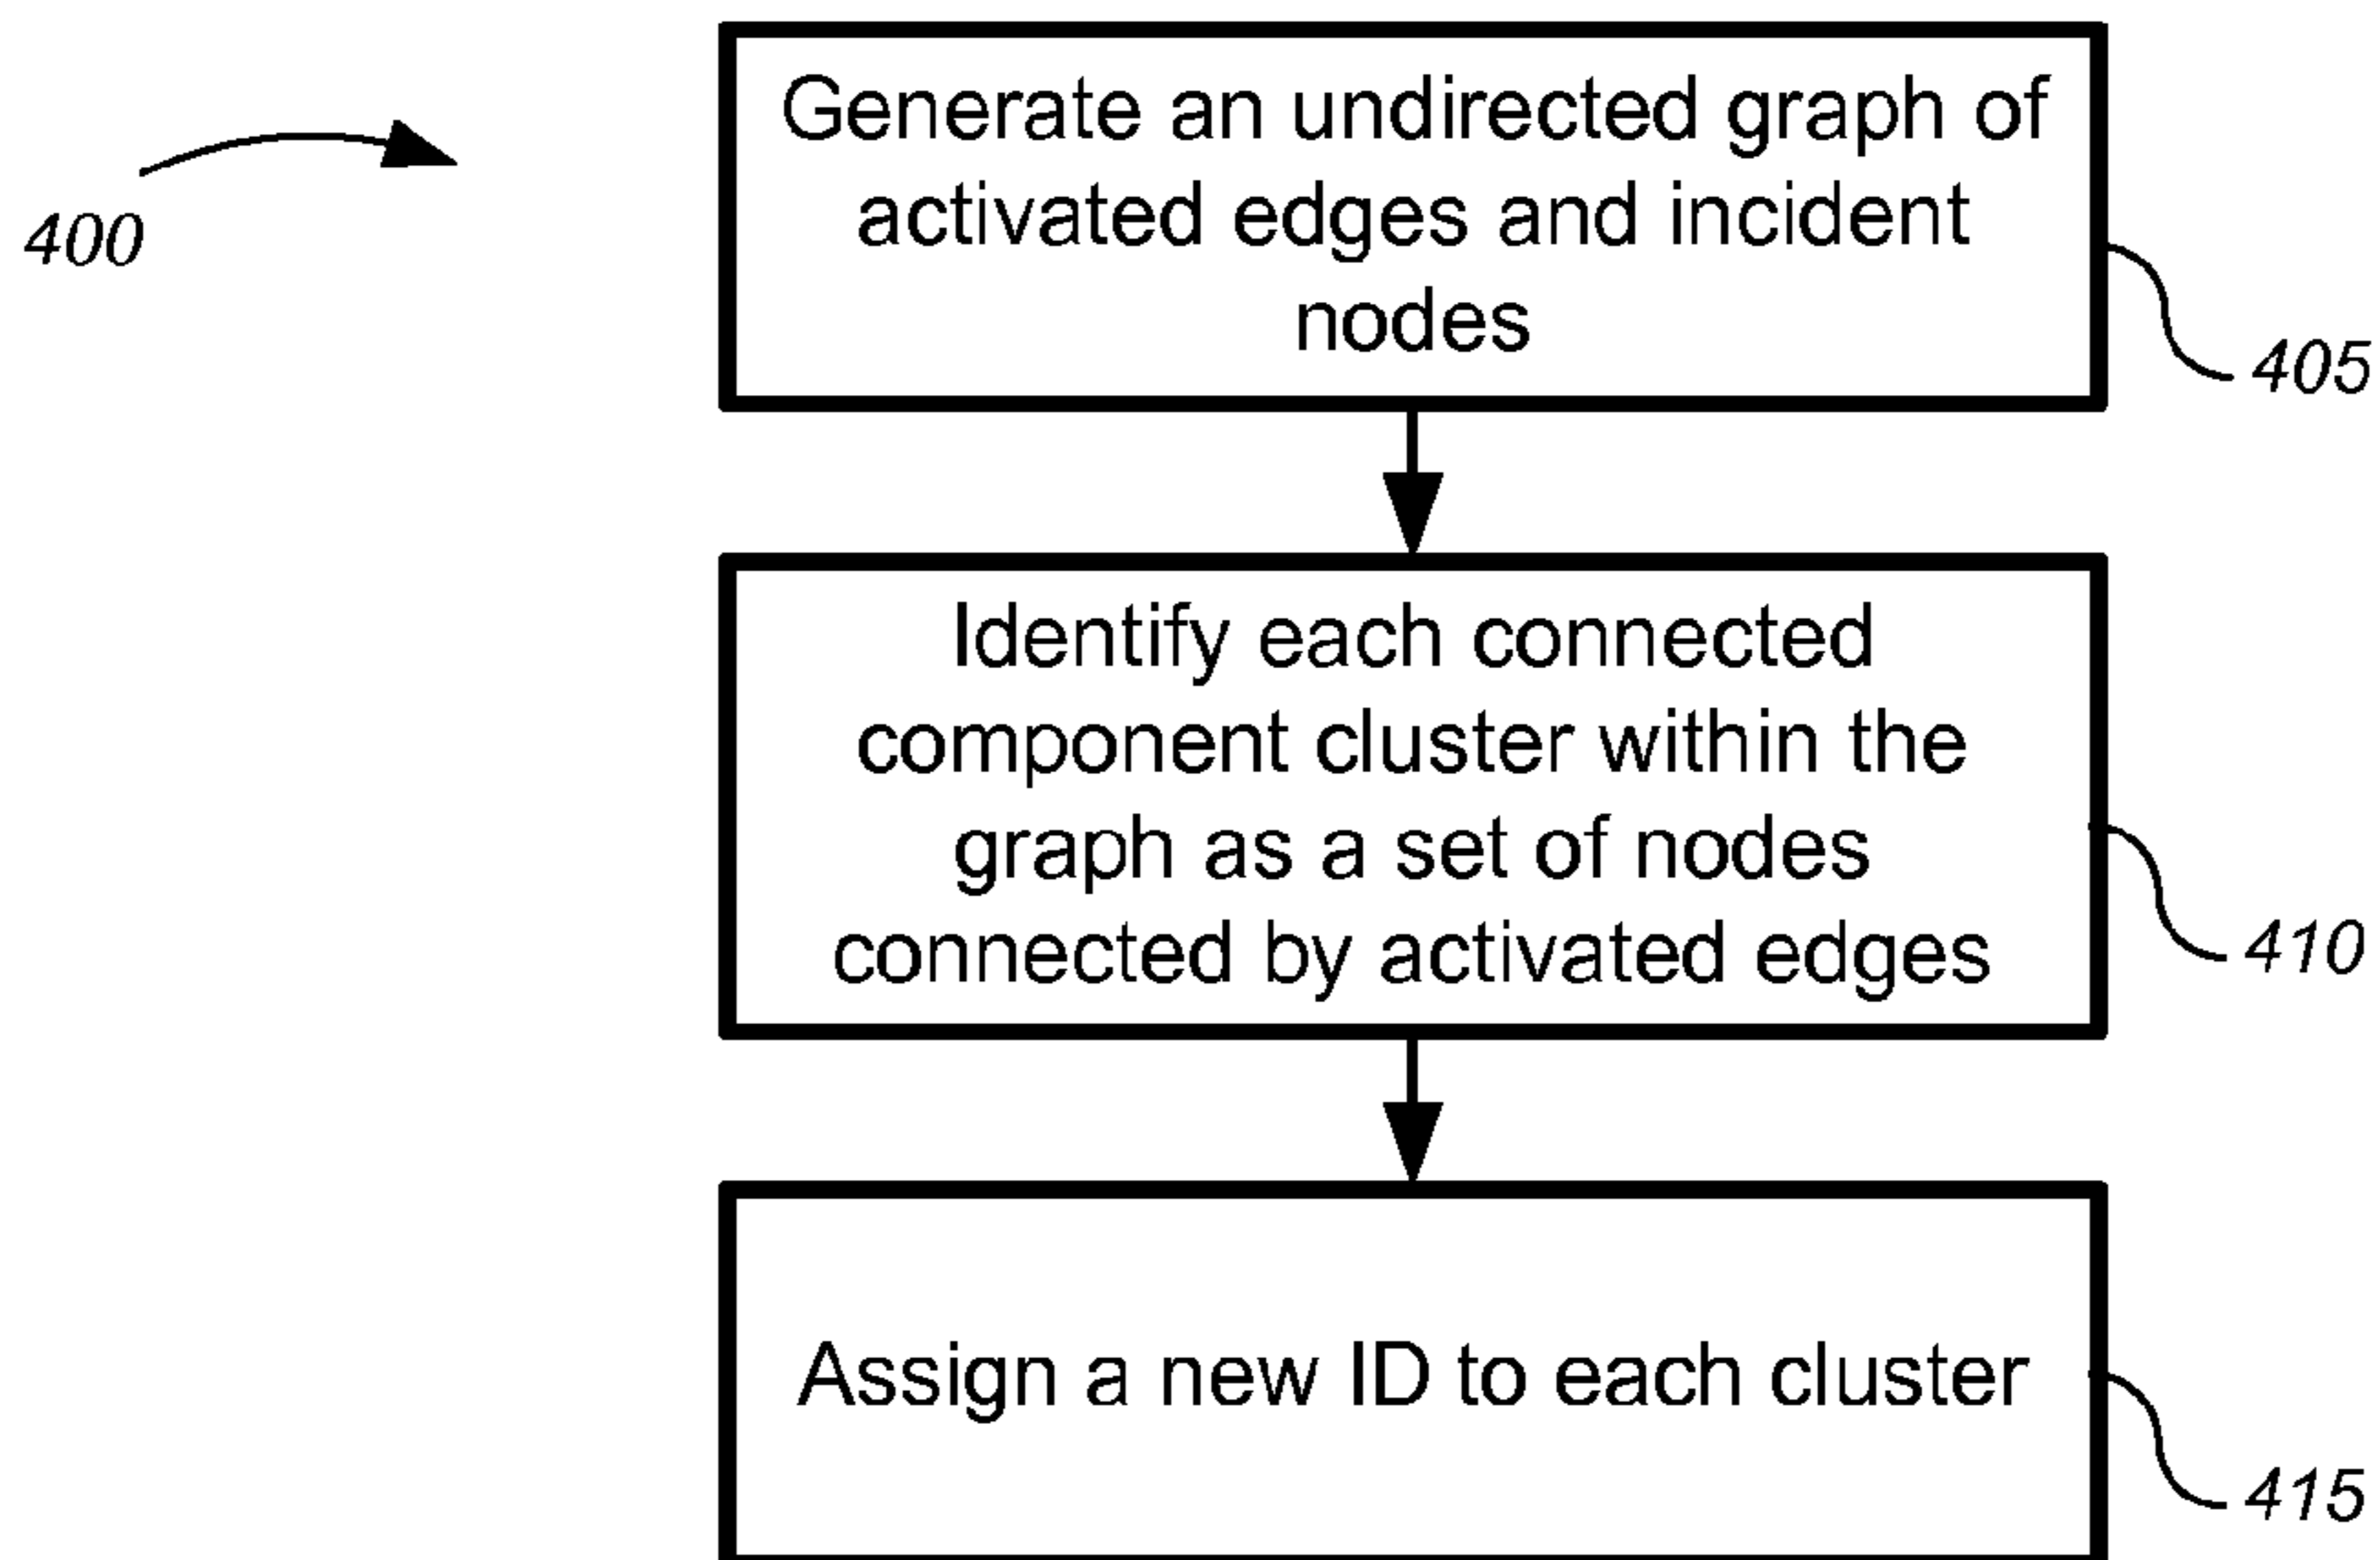 Generate an undirected graph of
activated edges and incident
nodes
400
405
Identify each connected
component cluster within the
graph as a set of nodes
connected by activated edges
410
Assign a new ID to each cluster
415